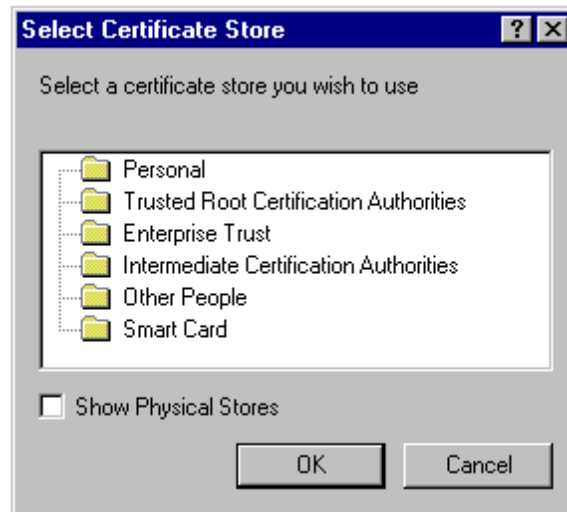 Select Certificate Store
?
Select a certificate store you wish to use
Personal
Trusted Root Certification Authorities
Enterprise Trust
Intermediate Certification Authorities
Other People
Smart Card
Show Physical Stores
OK Cancel